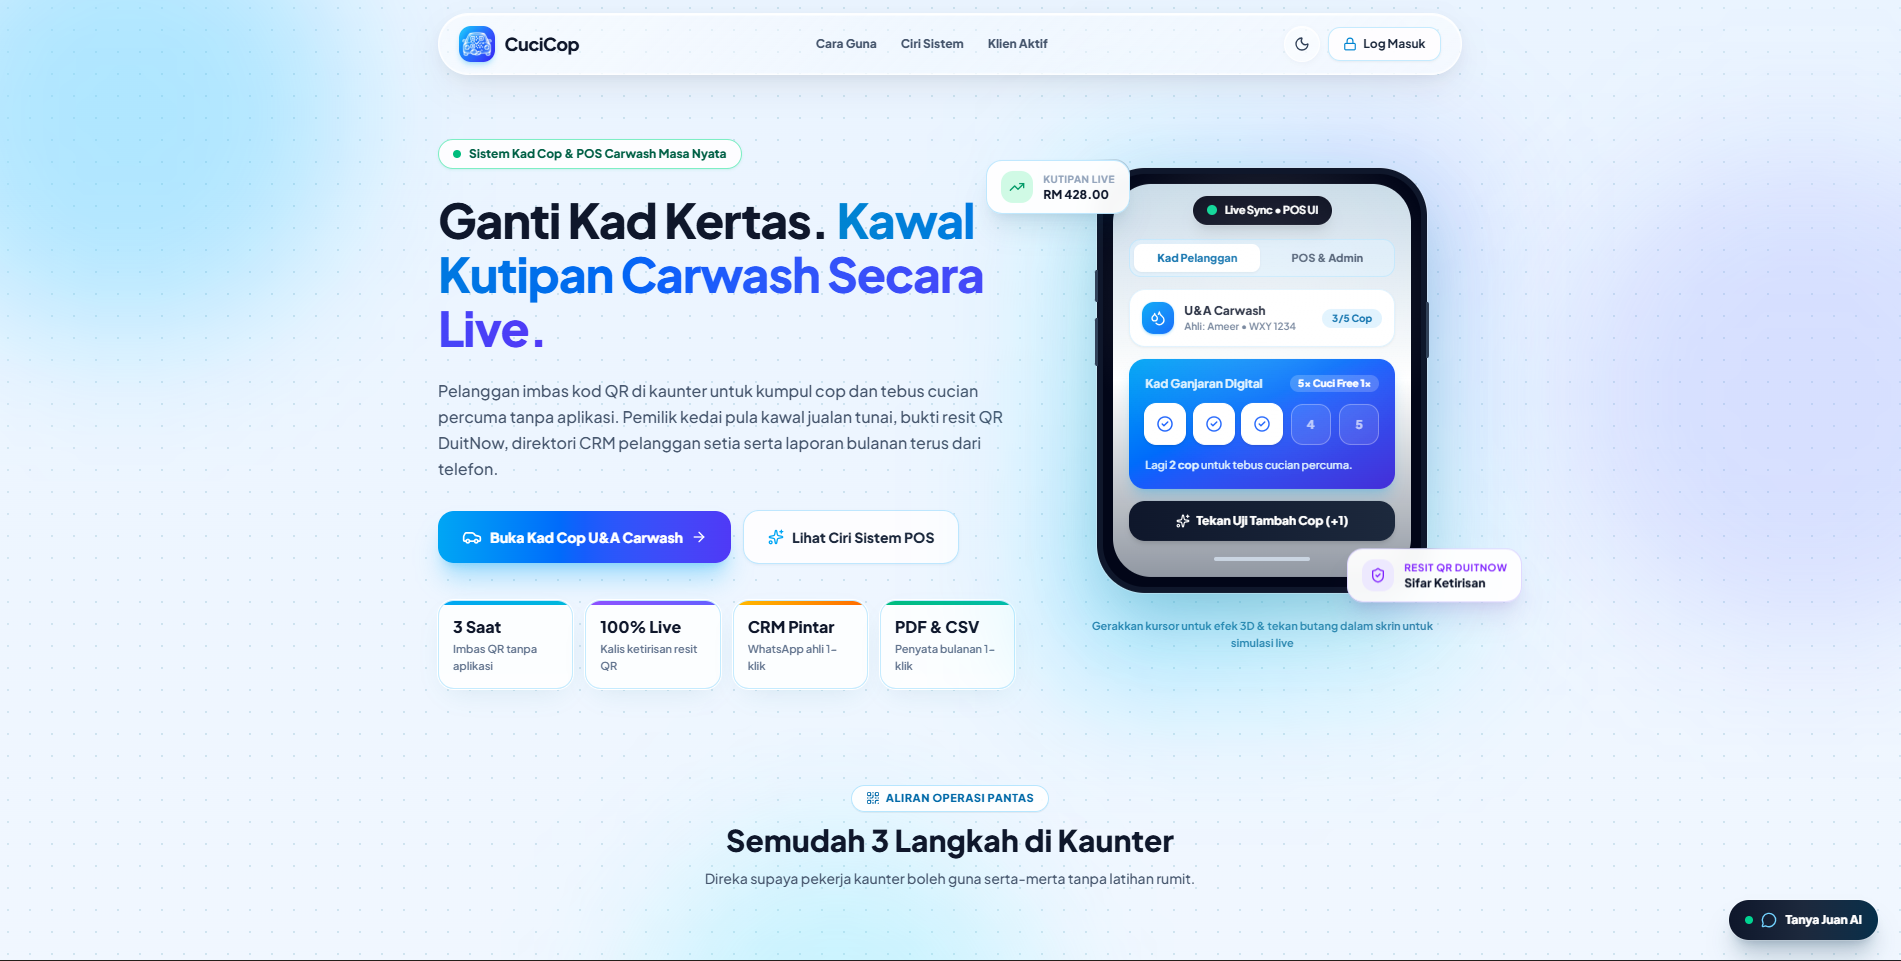 CuciCop
Cara Guna
Ciri Sistem
Klien Aktif
Log Masuk
Sistem Kad Cop & POS Carwash Masa Nyata
Ganti Kad Kertas. Kawal
Kutipan Carwash Secara
Live.
Pelanggan imbas kod QR di kaunter untuk kumpul cop dan tebus cucian
percuma tanpa aplikasi. Pemilik kedai pula kawal jualan tunai, bukti resit QR
DuitNow, direktori CRM pelanggan setia serta laporan bulanan terus dari
telefon.
Buka Kad Cop U&A Carwash
Lihat Ciri Sistem POS
3 Saat
Imbas QR tanpa
aplikasi
100% Live
Kalis ketirisan resit
QR
CRM Pintar
WhatsApp ahli 1-
klik
PDF & CSV
Penyata bulanan 1-
klik
KUTIPAN LIVE
RM 428.00
Live Sync • POS UI
Kad Pelanggan
POS & Admin
U&A Carwash
Ahli: Ameer • WXY 1234
3/5 Cop
Kad Ganjaran Digital
5x Cuci Free 1x
4
5
Lagi 2 cop untuk tebus cucian percuma.
Tekan Uji Tambah Cop (+1)
RESIT QR DUITNOW
Sifar Ketirisan
Gerakkan kursor untuk efek 3D & tekan butang dalam skrin untuk
simulasi live
ALIRAN OPERASI PANTAS
Semudah 3 Langkah di Kaunter
Direka supaya pekerja kaunter boleh guna serta-merta tanpa latihan rumit.
Tanya Juan AI